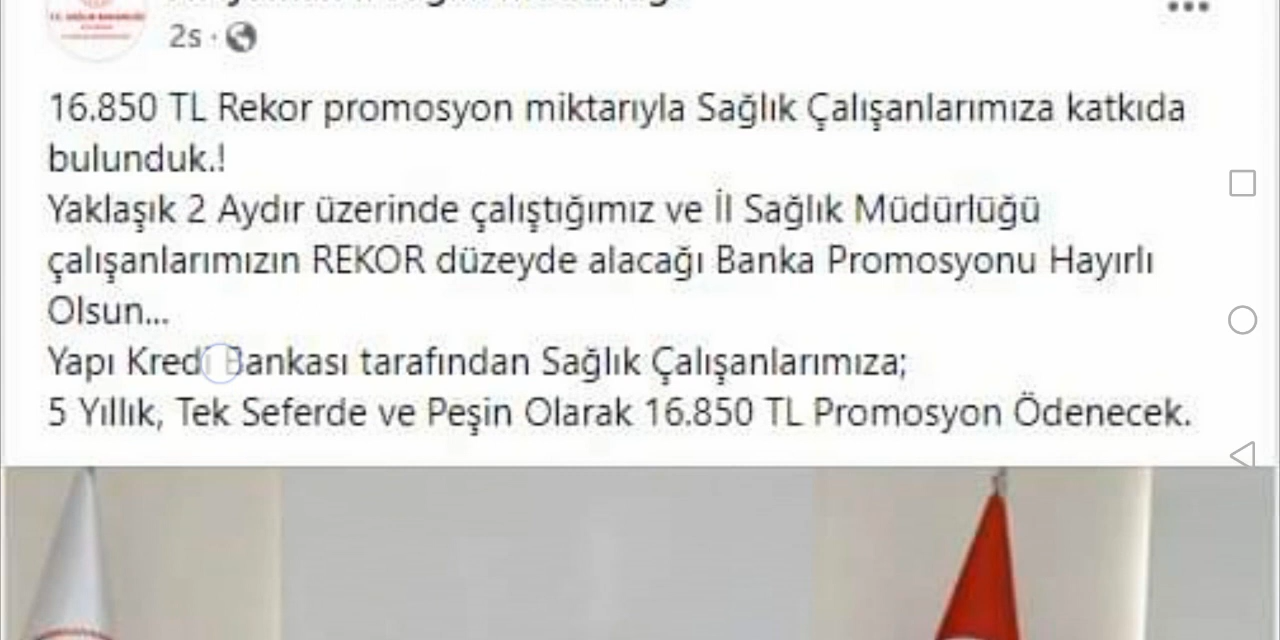 T.C. SAĞLIK BAKANLIĞI
2s ·
16.850 TL Rekor promosyon miktarıyla Sağlık Çalışanlarımıza katkıda
bulunduk.!
Yaklaşık 2 Aydır üzerinde çalıştığımız ve İl Sağlık Müdürlüğü
çalışanlarımızın REKOR düzeyde alacağı Banka Promosyonu Hayırlı
Olsun...
Yapı Kredi Bankası tarafından Sağlık Çalışanlarımıza;
5 Yıllık, Tek Seferde ve Peşin Olarak 16.850 TL Promosyon Ödenecek.